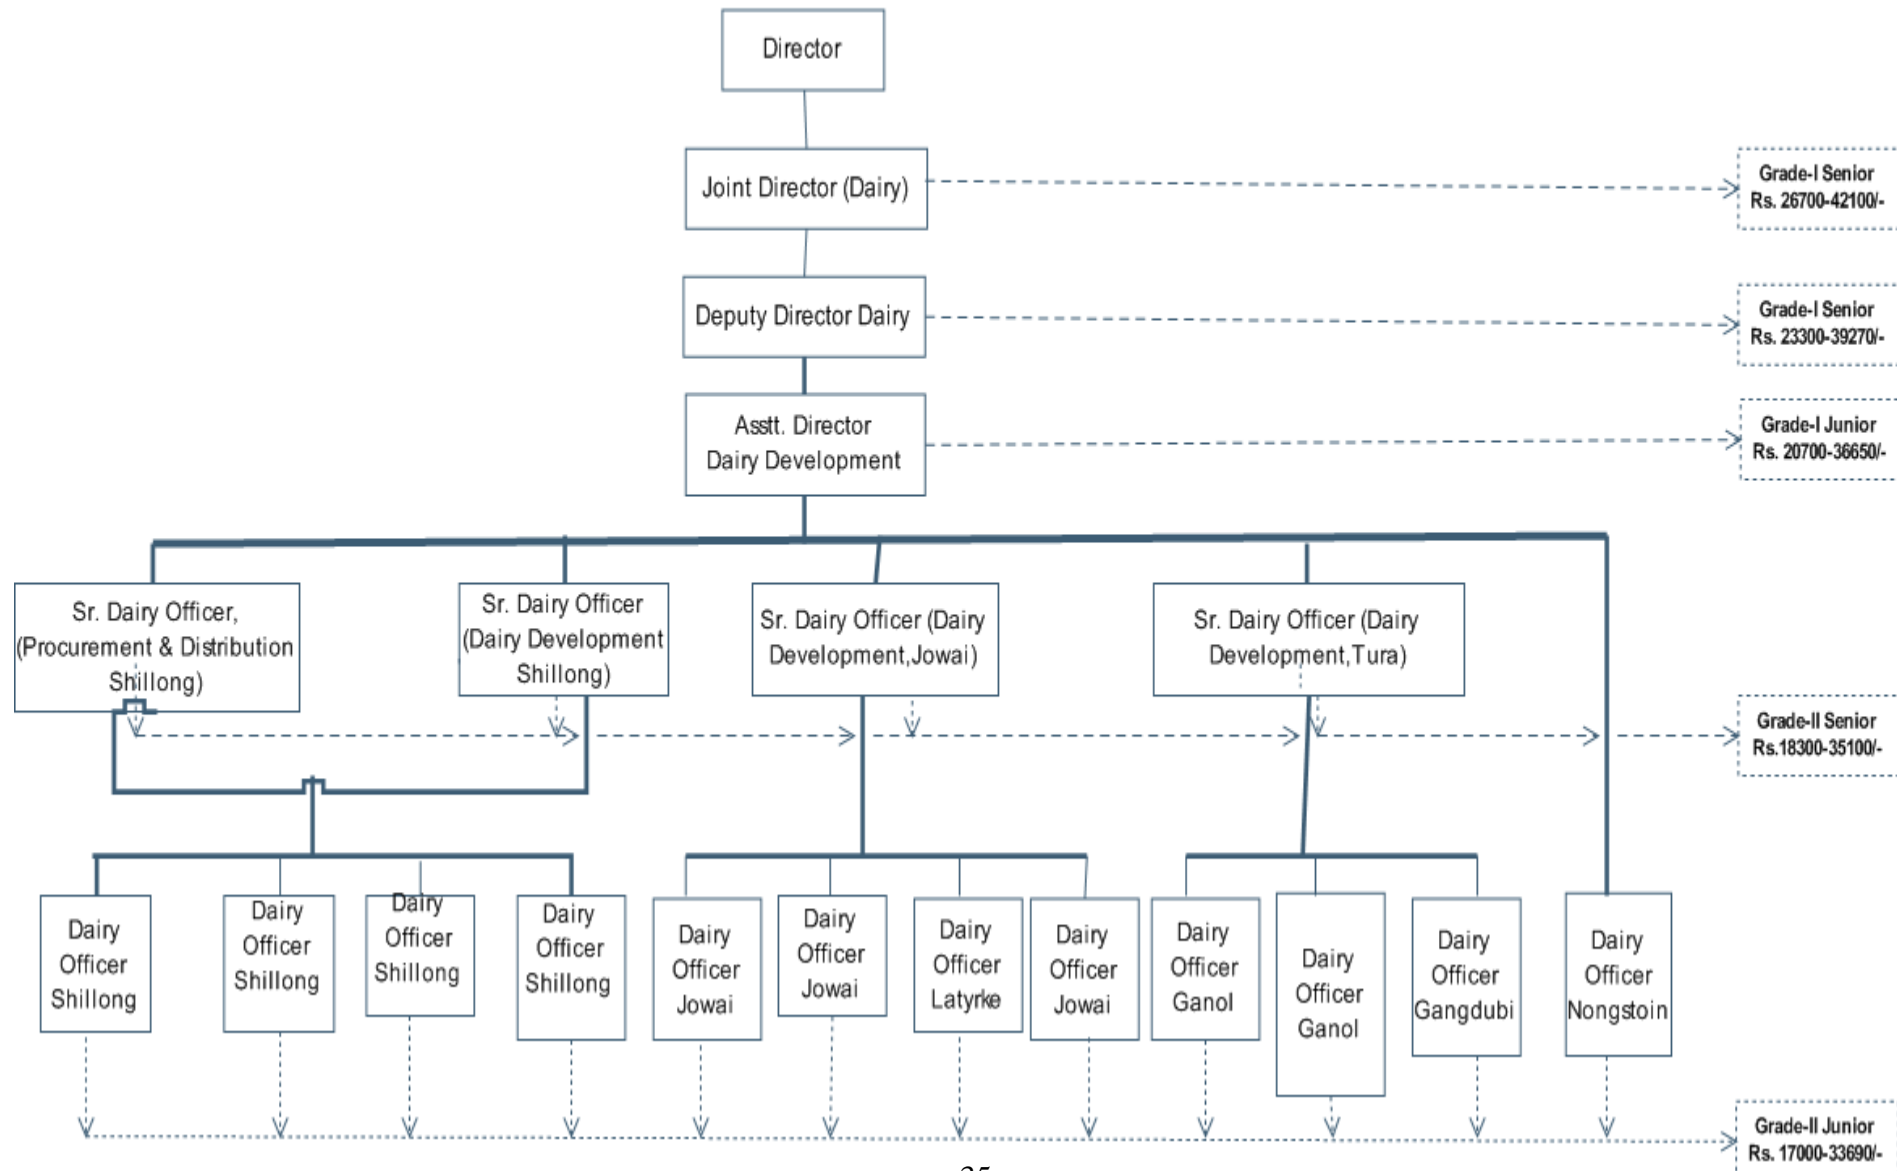 Director
Joint Director (Dairy)
Grade-I Senior
Rs. 26700-42100/-
Deputy Director Dairy
Grade-I Senior
Rs. 23300-39270/-
Asstt. Director
Dairy Development
Grade-I Junior
Rs. 20700-36650/-
Sr. Dairy Officer,
(Procurement & Distribution
Shillong)
Sr. Dairy Officer
(Dairy Development
Shillong)
Sr. Dairy Officer (Dairy
Development,Jowai)
Sr. Dairy Officer (Dairy
Development,Tura)
Grade-II Senior
Rs.18300-35100/-
Dairy
Officer
Shillong
Dairy
Officer
Shillong
Dairy
Officer
Shillong
Dairy
Officer
Shillong
Dairy
Officer
Jowai
Dairy
Officer
Jowai
Dairy
Officer
Latyrke
Dairy
Officer
Jowai
Dairy
Officer
Ganol
Dairy
Officer
Ganol
Dairy
Officer
Gangdubi
Dairy
Officer
Nongstoin
Grade-II Junior
Rs. 17000-33690/-